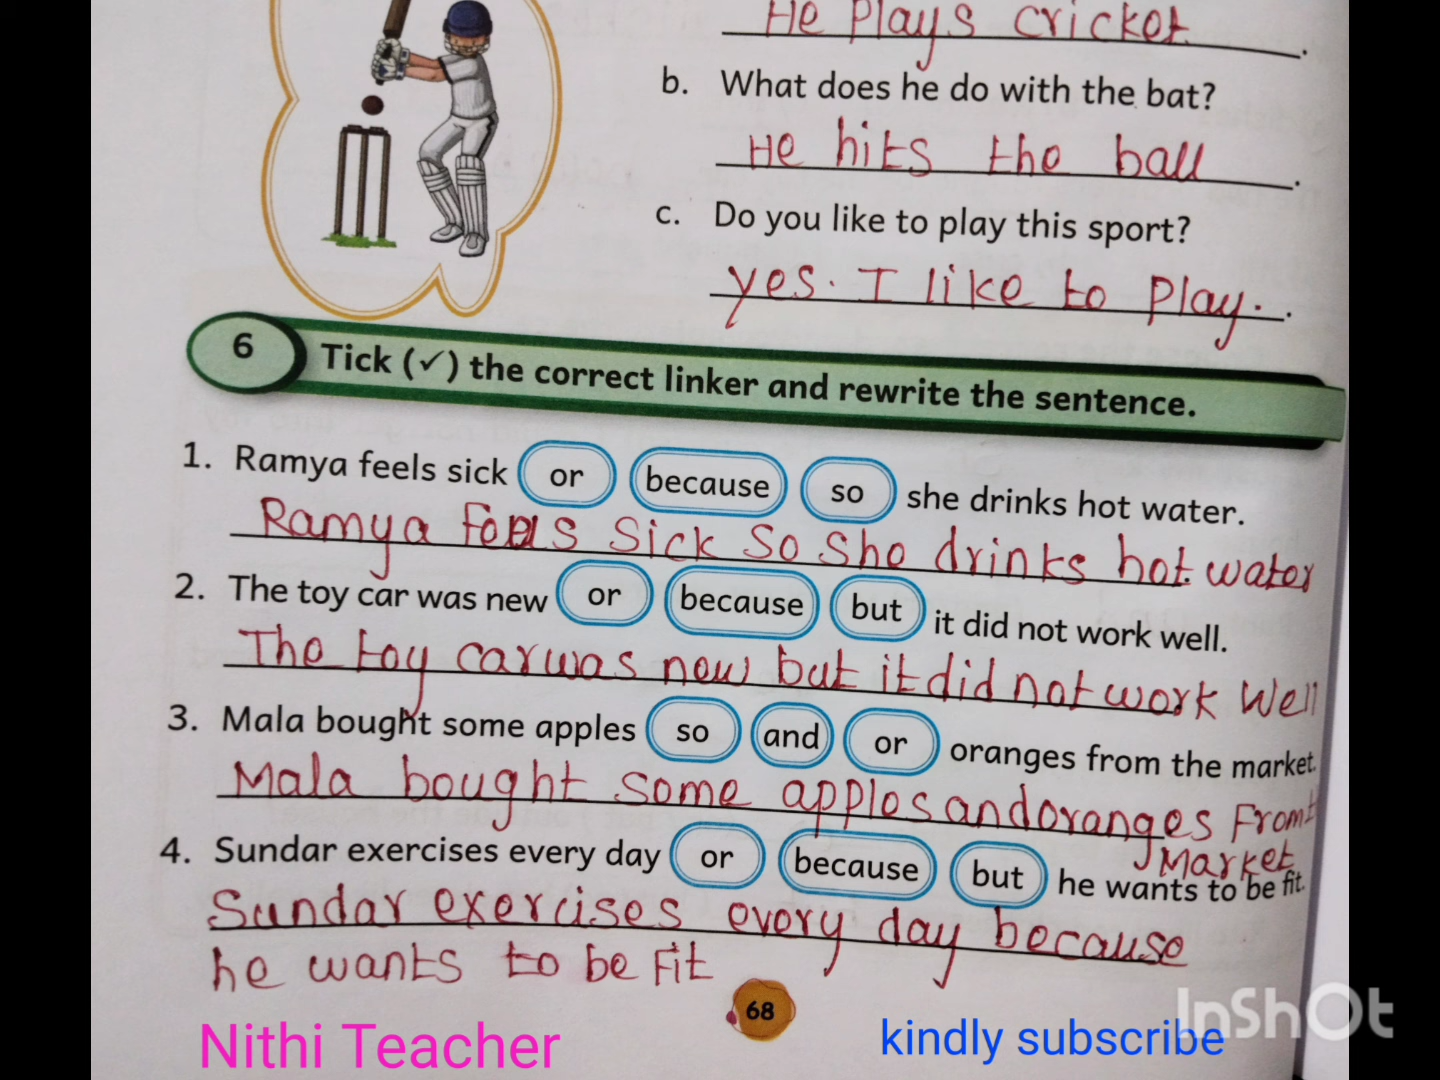 He plays cricket.
b. What does he do with the bat?
He hits the ball.
c. Do you like to play this sport?
yes. I like to play..
6 Tick (✓) the correct linker and rewrite the sentence.
1. Ramya feels sick or because so she drinks hot water.
Ramya feels sick so she drinks hot water
2. The toy car was new or because but it did not work well.
The toy car was new but it did not work well
3. Mala bought some apples so and or oranges from the market.
Mala bought some apples and oranges From
Market
4. Sundar exercises every day or because but he wants to be fit.
Sundar exercises every day because
he wants to be Fit
68
Nithi Teacher
kindly subscribe
InShOt